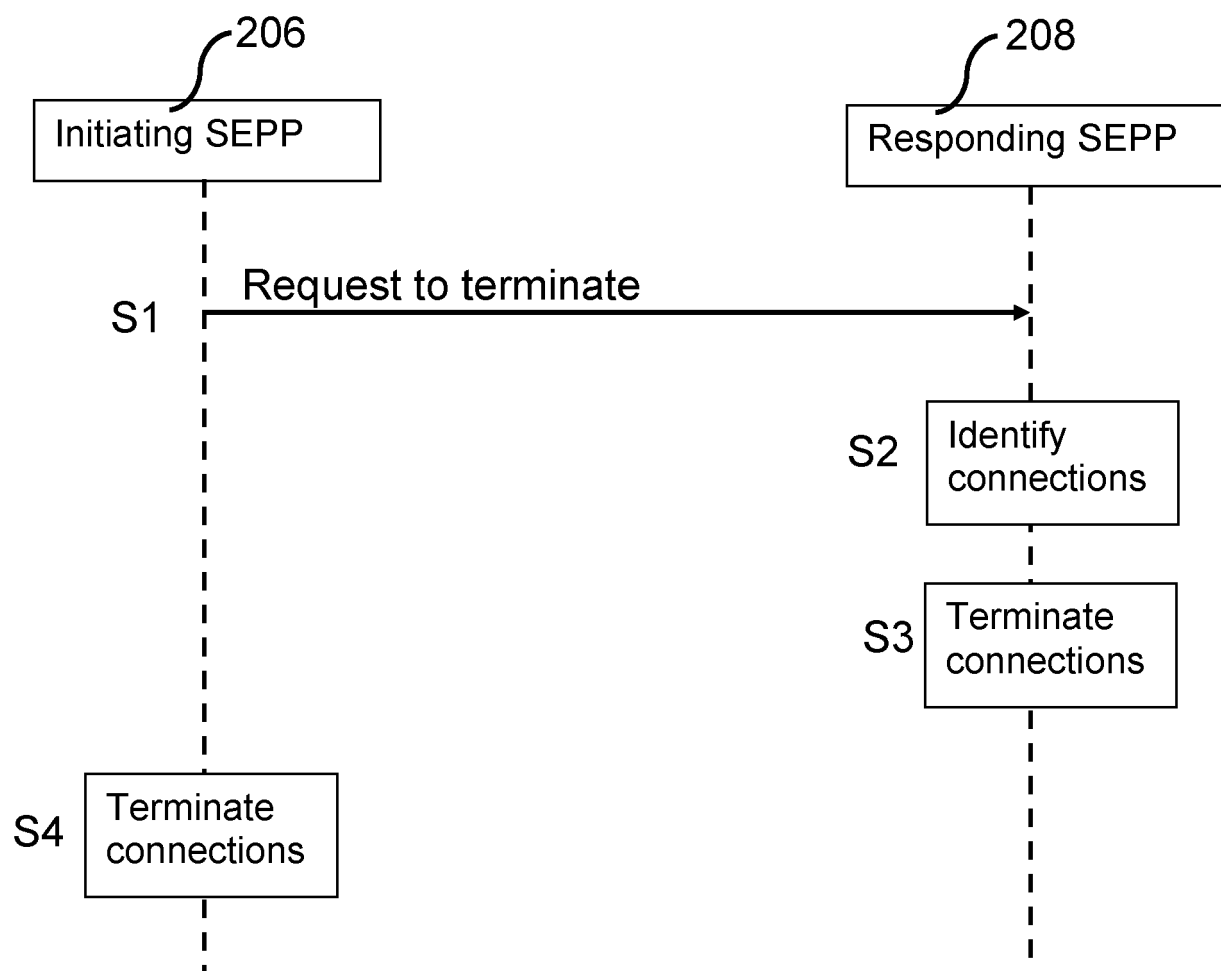 206
208
Initiating SEPP
Responding SEPP
Request to terminate
S1
S2
Identify
connections
S3
Terminate
connections
S4
Terminate
connections